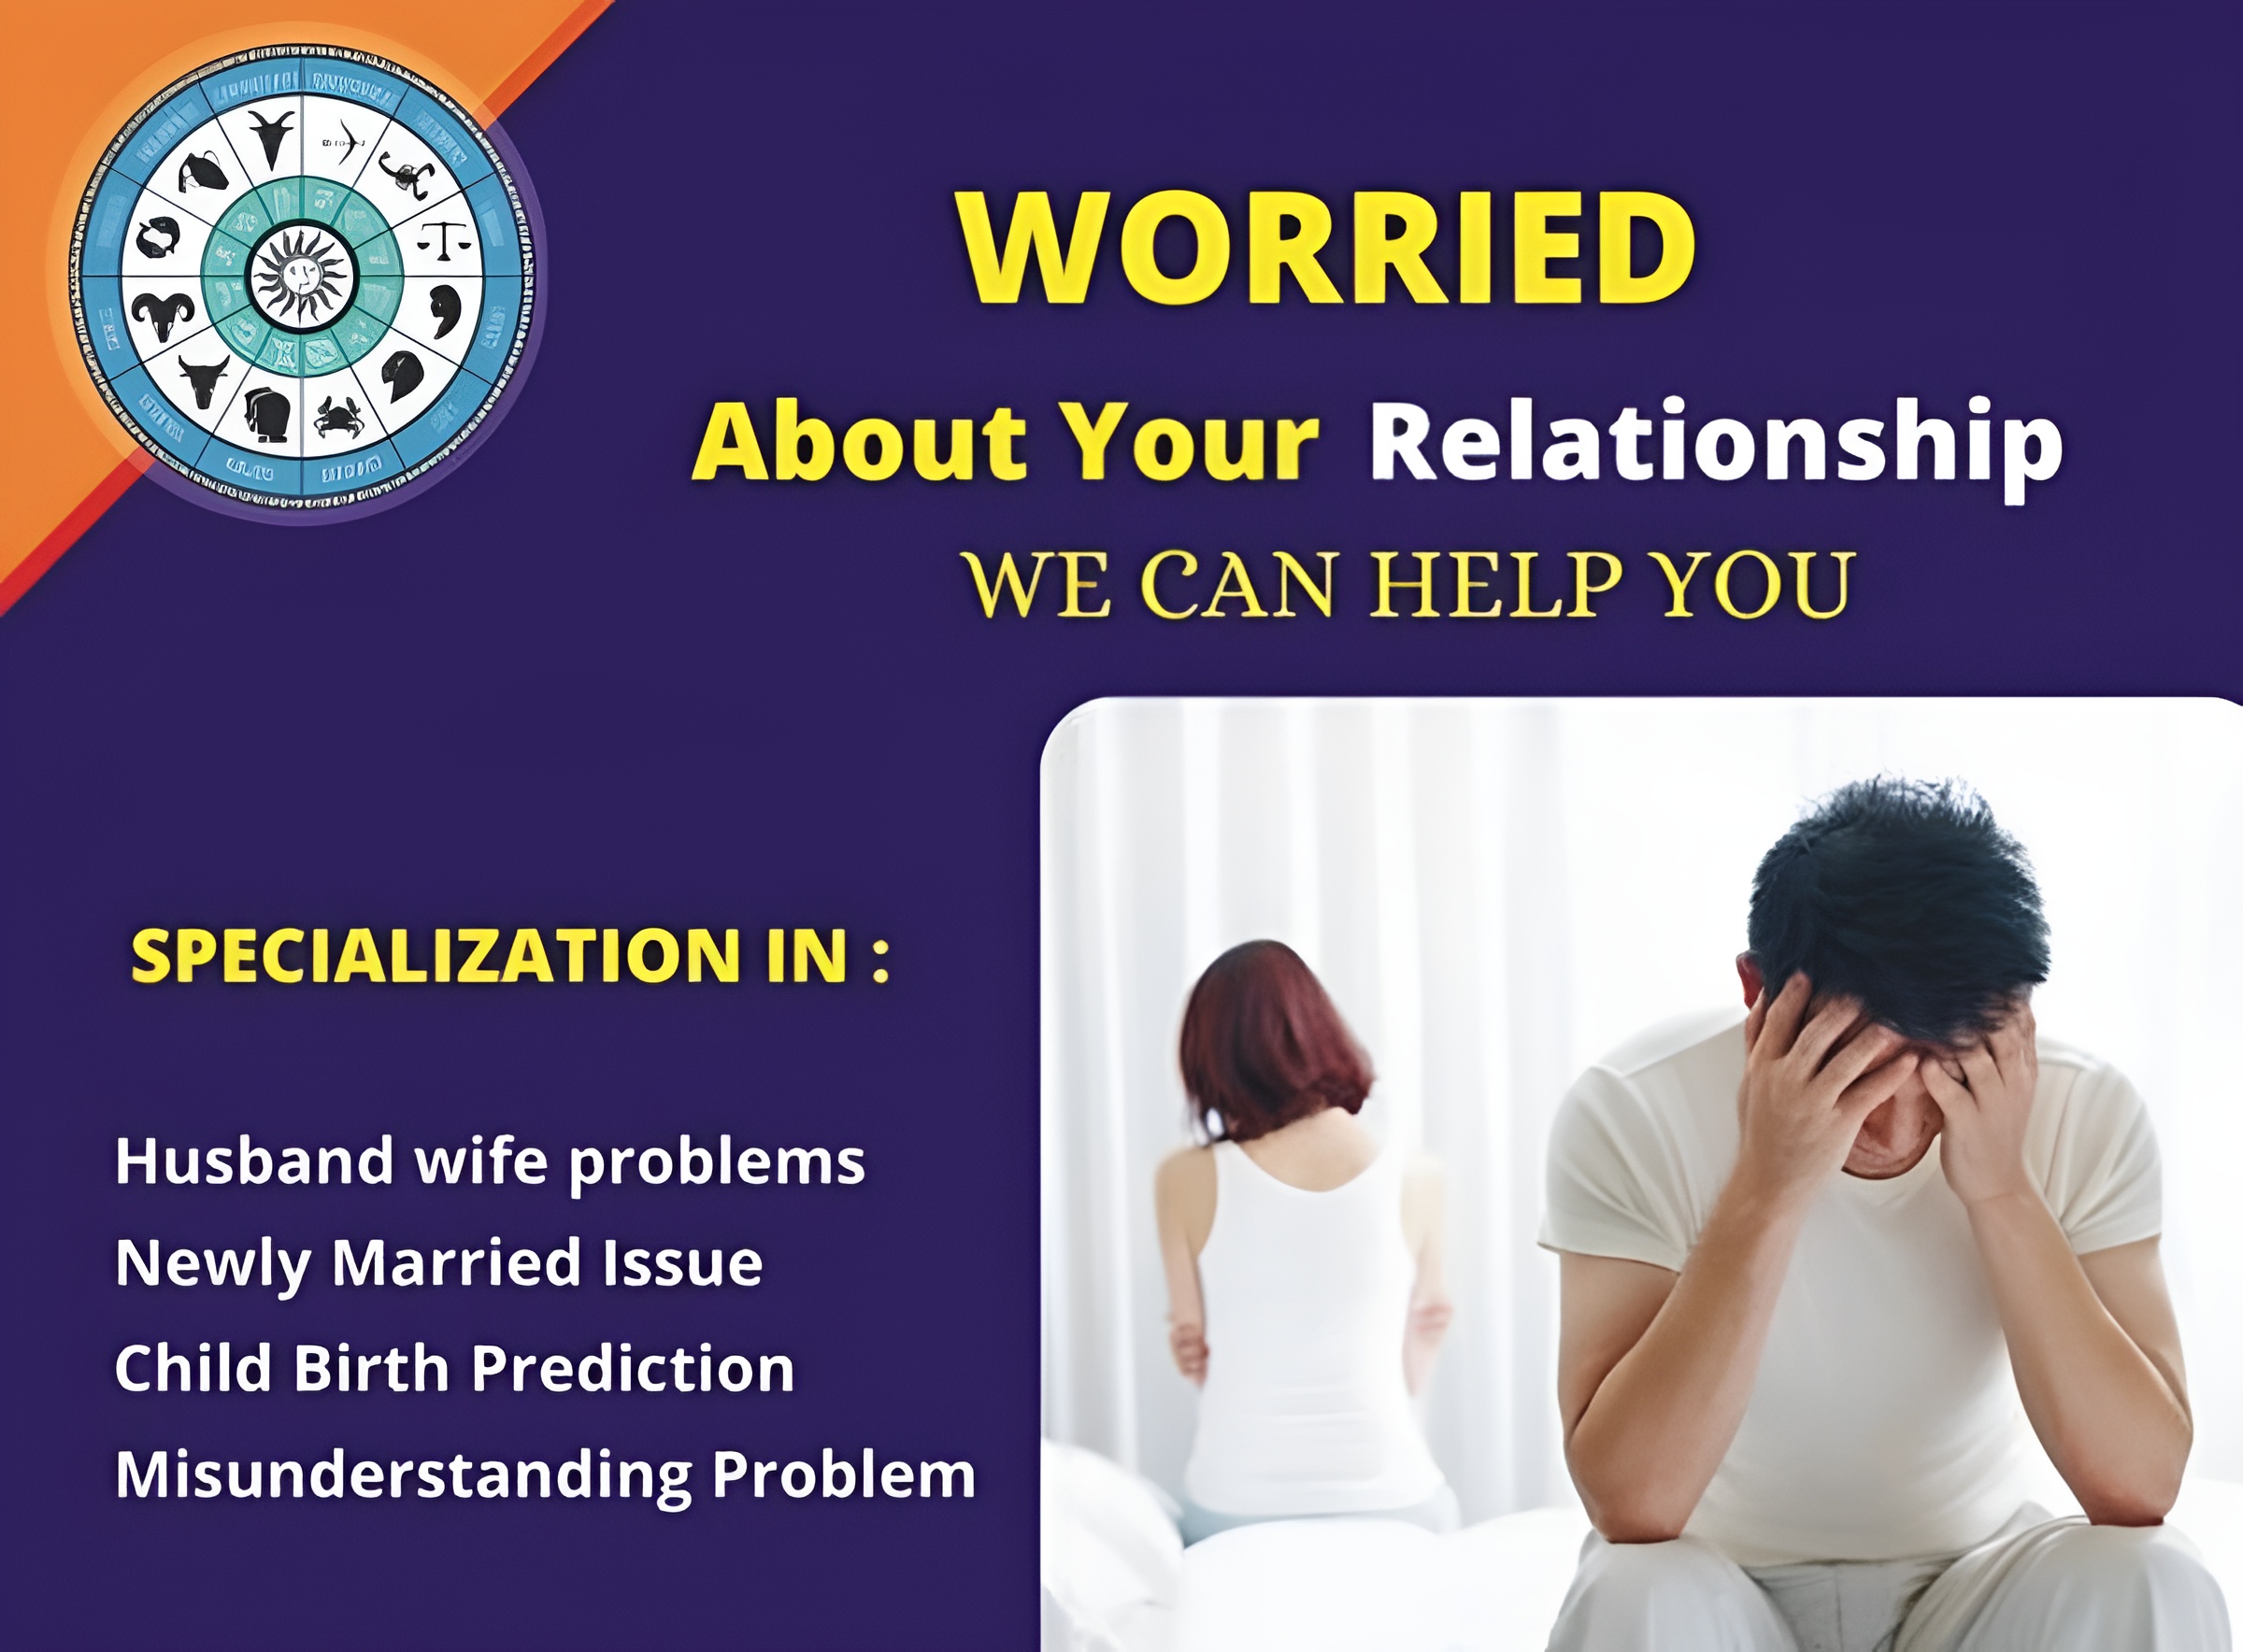 WORRIED
About Your Relationship
WE CAN HELP YOU
SPECIALIZATION IN :
Husband wife problems
Newly Married Issue
Child Birth Prediction
Misunderstanding Problem